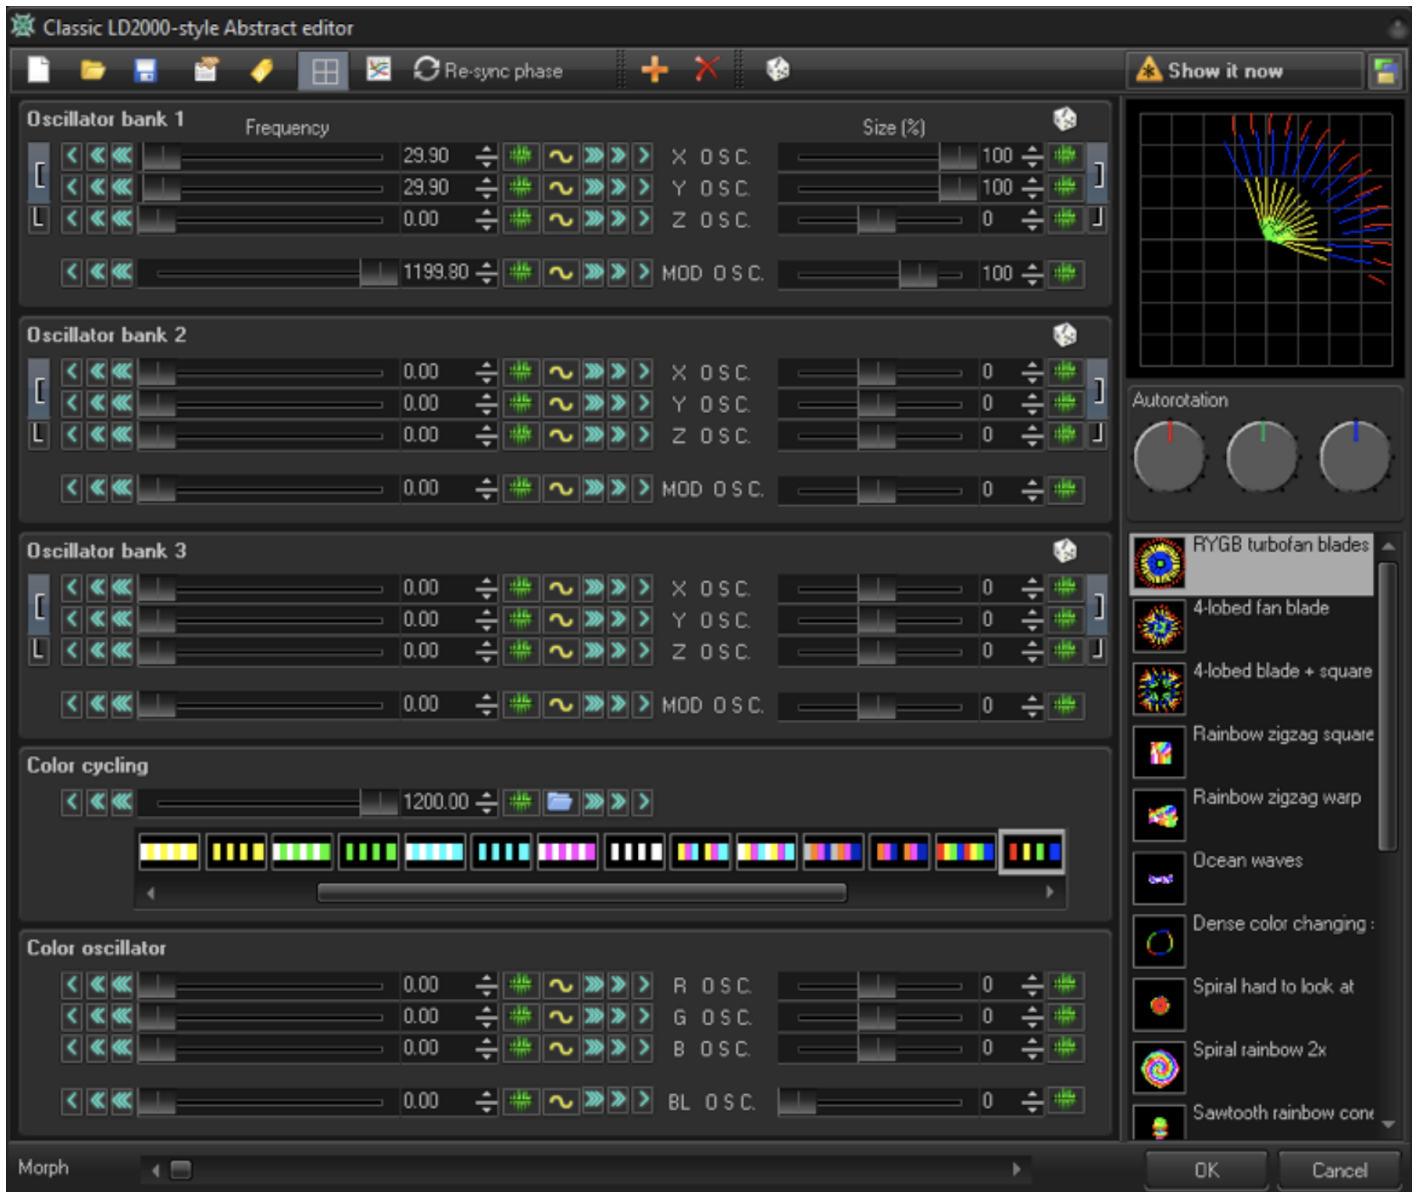 Classic LD2000-style Abstract editor
Re-sync phase
Show it now
Oscillator bank 1
Frequency
Size (%)
29.90 X OSC. 100
29.90 Y OSC. 100
0.00 Z OSC. 0
1199.80 MOD OSC. 100
Oscillator bank 2
0.00 X OSC. 0
0.00 Y OSC. 0
0.00 Z OSC. 0
0.00 MOD OSC. 0
Oscillator bank 3
0.00 X OSC. 0
0.00 Y OSC. 0
0.00 Z OSC. 0
0.00 MOD OSC. 0
Color cycling
1200.00
Color oscillator
0.00 R OSC. 0
0.00 G OSC. 0
0.00 B OSC. 0
0.00 BL OSC. 0
Autorotation
RYGB turbofan blades
4-lobed fan blade
4-lobed blade + square
Rainbow zigzag square
Rainbow zigzag warp
Ocean waves
Dense color changing
Spiral hard to look at
Spiral rainbow 2x
Sawtooth rainbow cone
Morph
OK
Cancel